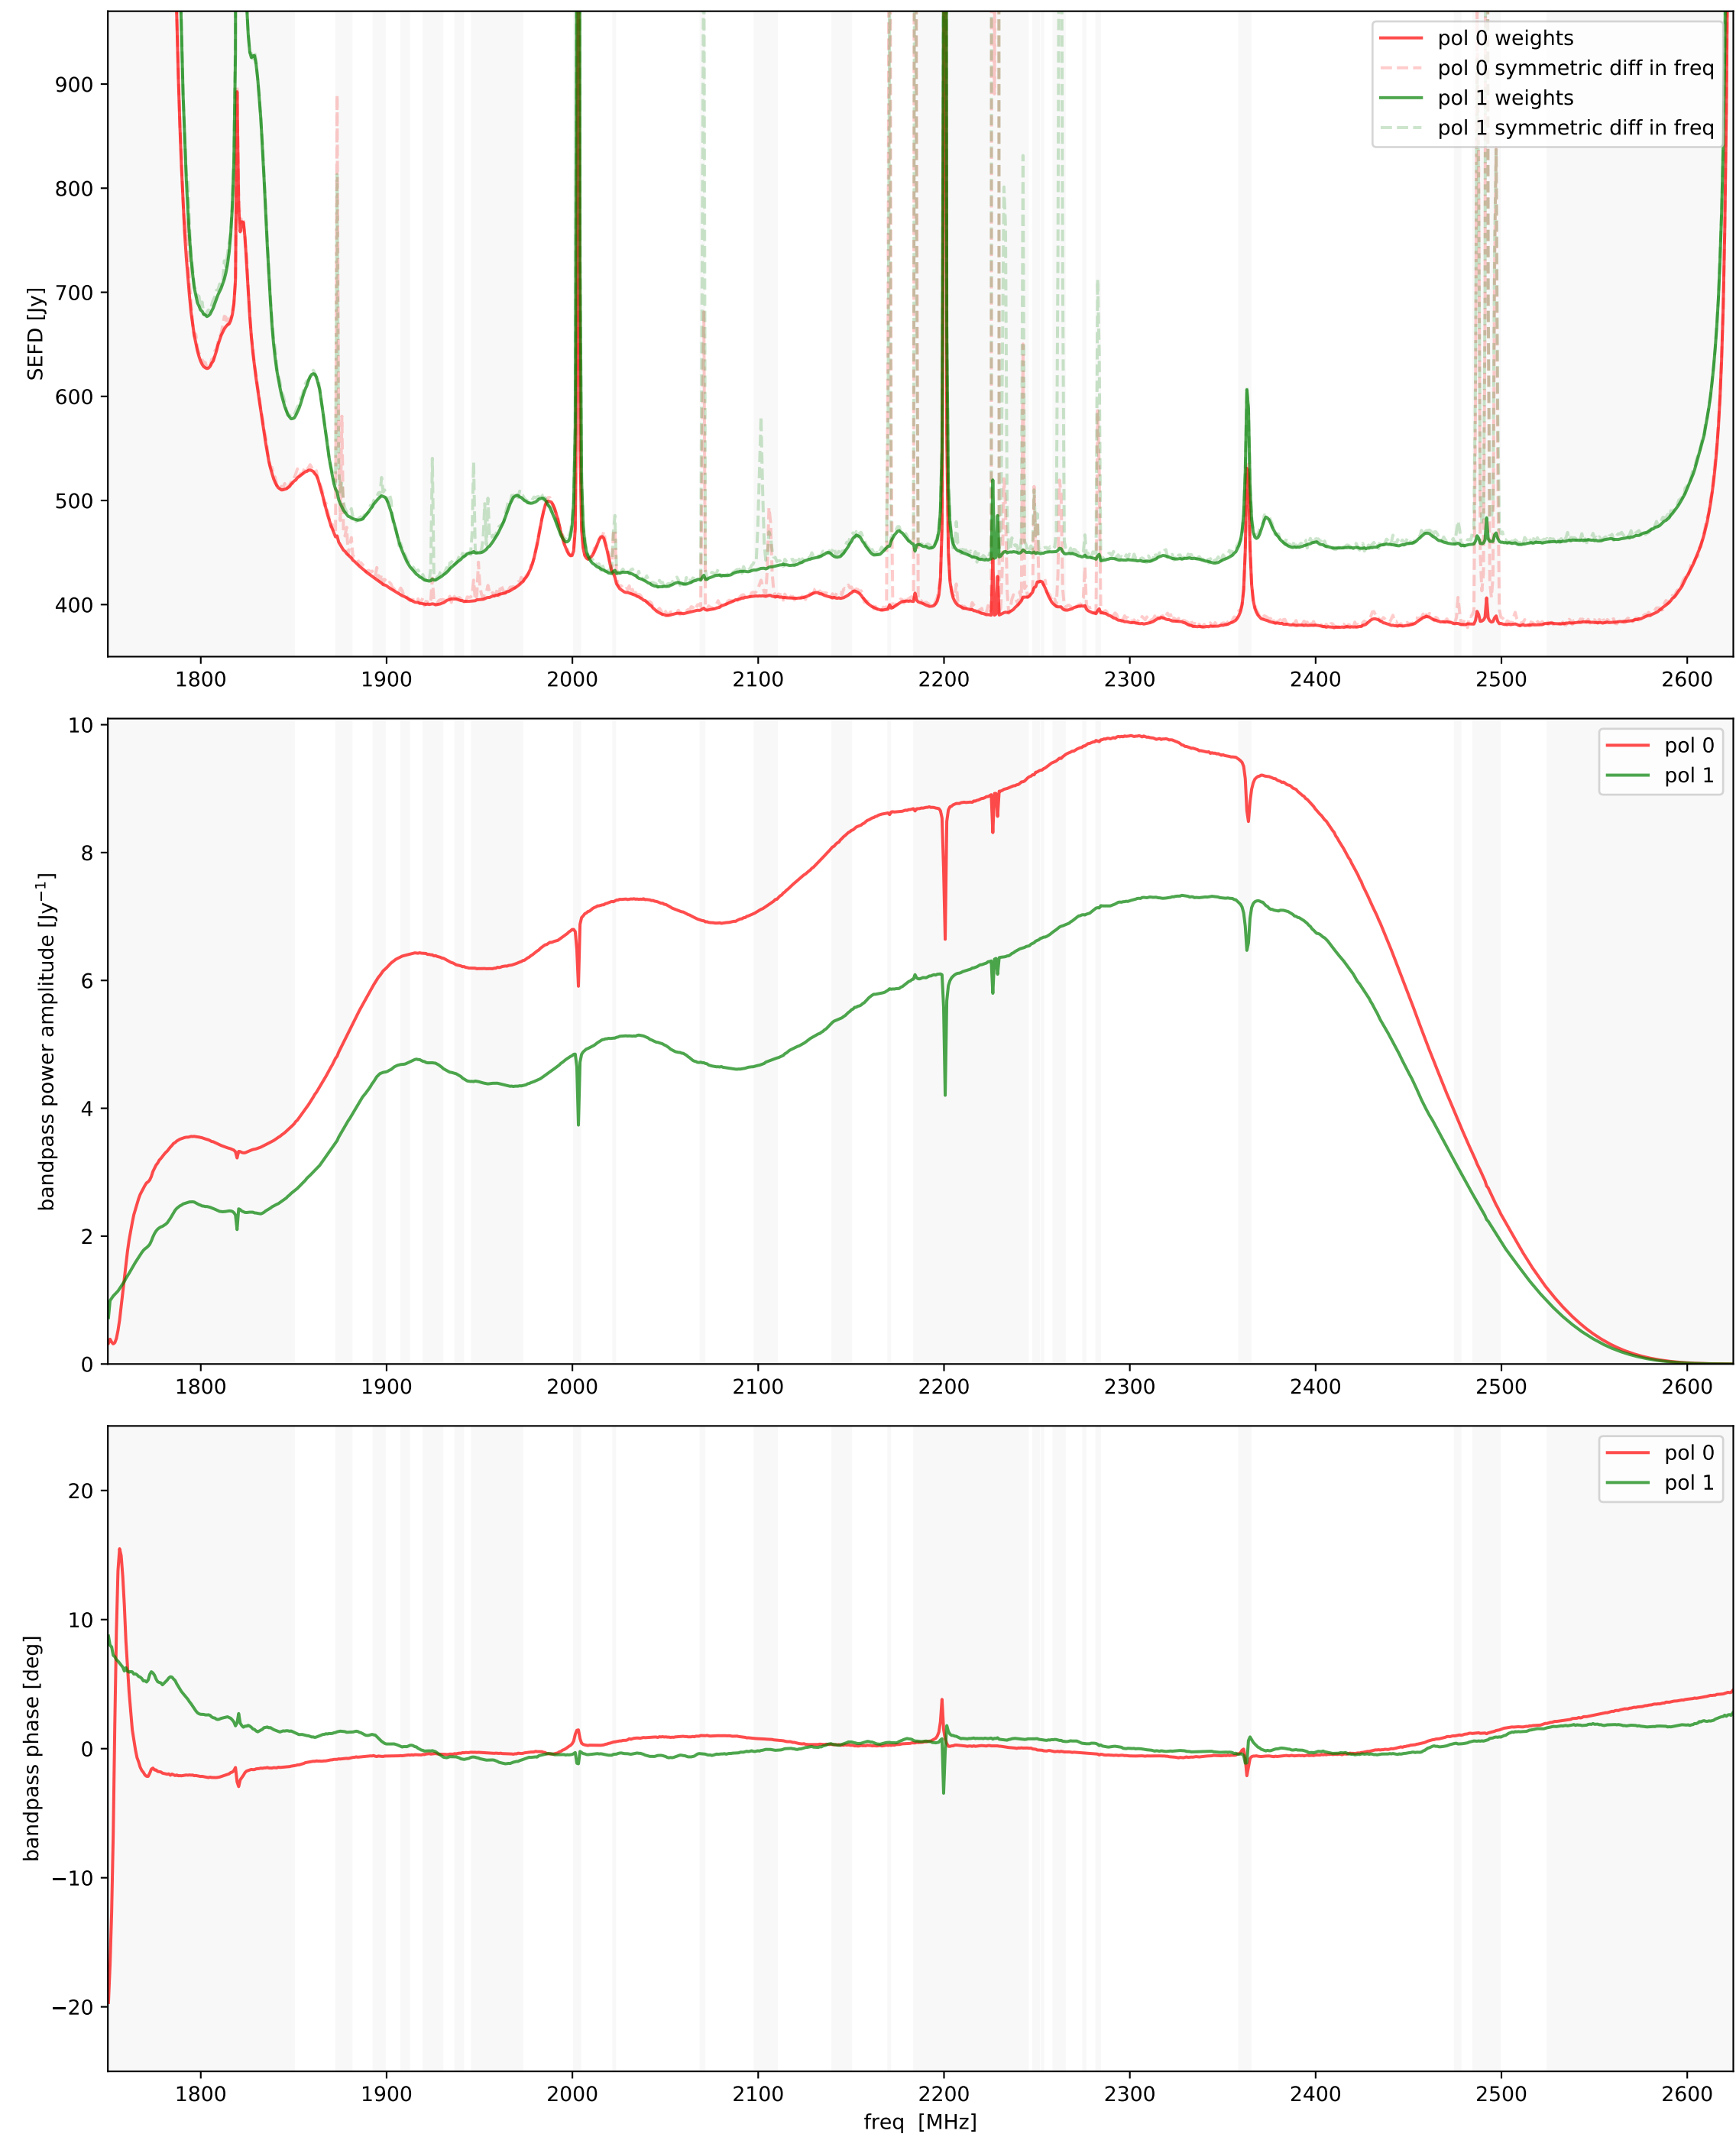 900
800
700
600
500
400
SEFD [Jy]
pol 0 weights
pol 0 symmetric diff in freq
pol 1 weights
pol 1 symmetric diff in freq
1800 1900 2000 2100 2200 2300 2400 2500 2600
10
8
6
4
2
0
bandpass power amplitude [Jy⁻¹]
pol 0
pol 1
1800 1900 2000 2100 2200 2300 2400 2500 2600
20
10
0
−10
−20
bandpass phase [deg]
pol 0
pol 1
1800 1900 2000 2100 2200 2300 2400 2500 2600
freq [MHz]